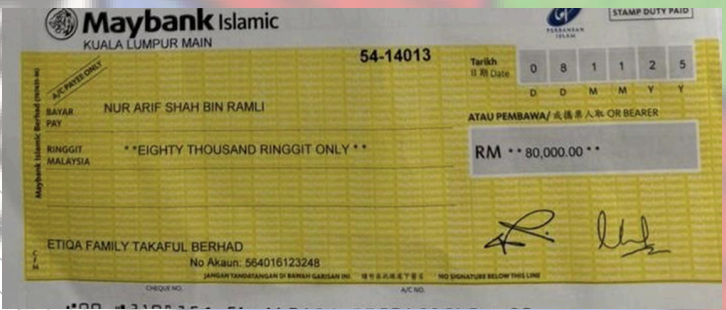 Maybank Islamic
KUALA LUMPUR MAIN
PERBANKAN
ISLAM
STAMP DUTY PAID
54-14013
Tarikh
日期 Date
0 8 1 1 2 5
D D M M Y Y
A/C PAYEE ONLY
BAYAR
PAY
NUR ARIF SHAH BIN RAMLI
ATAU PEMBAWA/ 或携票人取 OR BEARER
RINGGIT
MALAYSIA
**EIGHTY THOUSAND RINGGIT ONLY**
RM **80,000.00**
Maybank Islamic Berhad
ETIQA FAMILY TAKAFUL BERHAD
No Akaun: 564016123248
C/M
JANGAN TANDATANGAN DI BAWAH GARISAN INI
NO SIGNATURE BELOW THIS LINE
CHEQUE NO.
A/C NO.